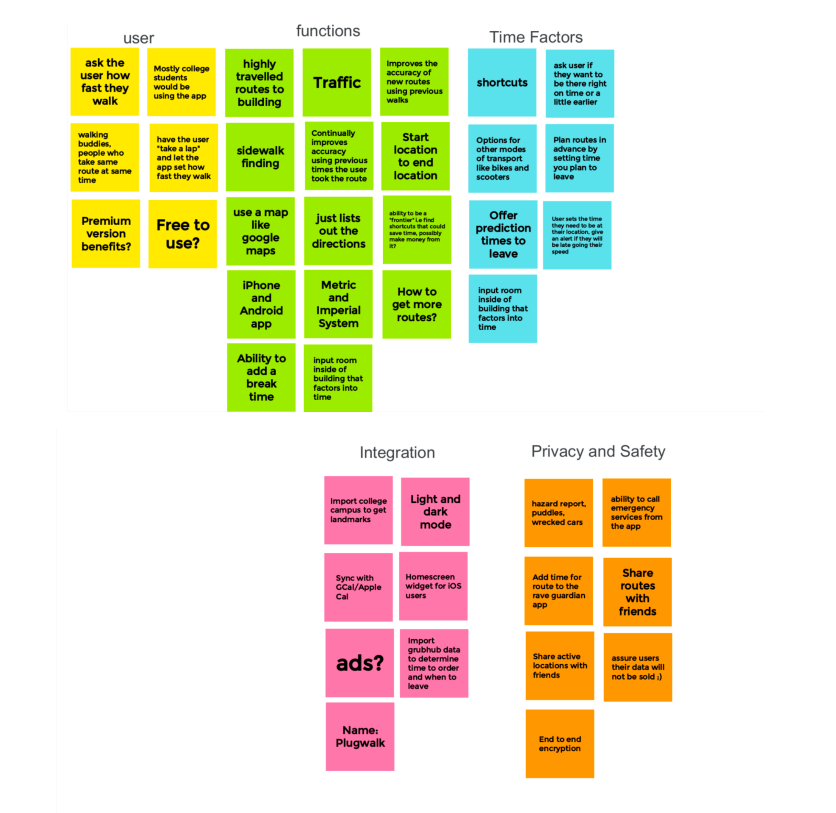 user
functions
Time Factors
ask the
user how
fast they
walk
Mostly college
students
would be
using the app
highly
travelled
routes to
building
Traffic
Improves the
accuracy of
new routes
using previous
walks
shortcuts
ask user if
they want to
be there right
on time or a
little earlier
walking
buddies,
people who
take same
route at same
time
have the user
"take a lap"
and let the
app set how
fast they walk
sidewalk
finding
Continually
improves
accuracy
using previous
times the user
took the route
Start
location
to end
location
Options for
other modes
of transport
like bikes and
scooters
Plan routes in
advance by
setting time
you plan to
leave
Premium
version
benefits?
Free to
use?
use a map
like
google
maps
just lists
out the
directions
ability to be a
"frontier" i.e find
shortcuts that could
save time, possibly
make money from
it?
Offer
prediction
times to
leave
User sets the time
they need to be at
their location, give
an alert if they will
be late going their
speed
iPhone
and
Android
app
Metric
and
Imperial
System
How to
get more
routes?
input room
inside of
building that
factors into
time
Ability to
add a
break
time
input room
inside of
building that
factors into
time
Integration
Privacy and Safety
Import college
campus to get
landmarks
Light and
dark
mode
hazard report,
puddles,
wrecked cars
ability to call
emergency
services from
the app
Sync with
GCal/Apple
Cal
Homescreen
widget for iOS
users
Add time for
route to the
rave guardian
app
Share
routes
with
friends
ads?
Import
grubhub data
to determine
time to order
and when to
leave
Share active
locations with
friends
assure users
their data will
not be sold ;)
Name:
Plugwalk
End to end
encryption